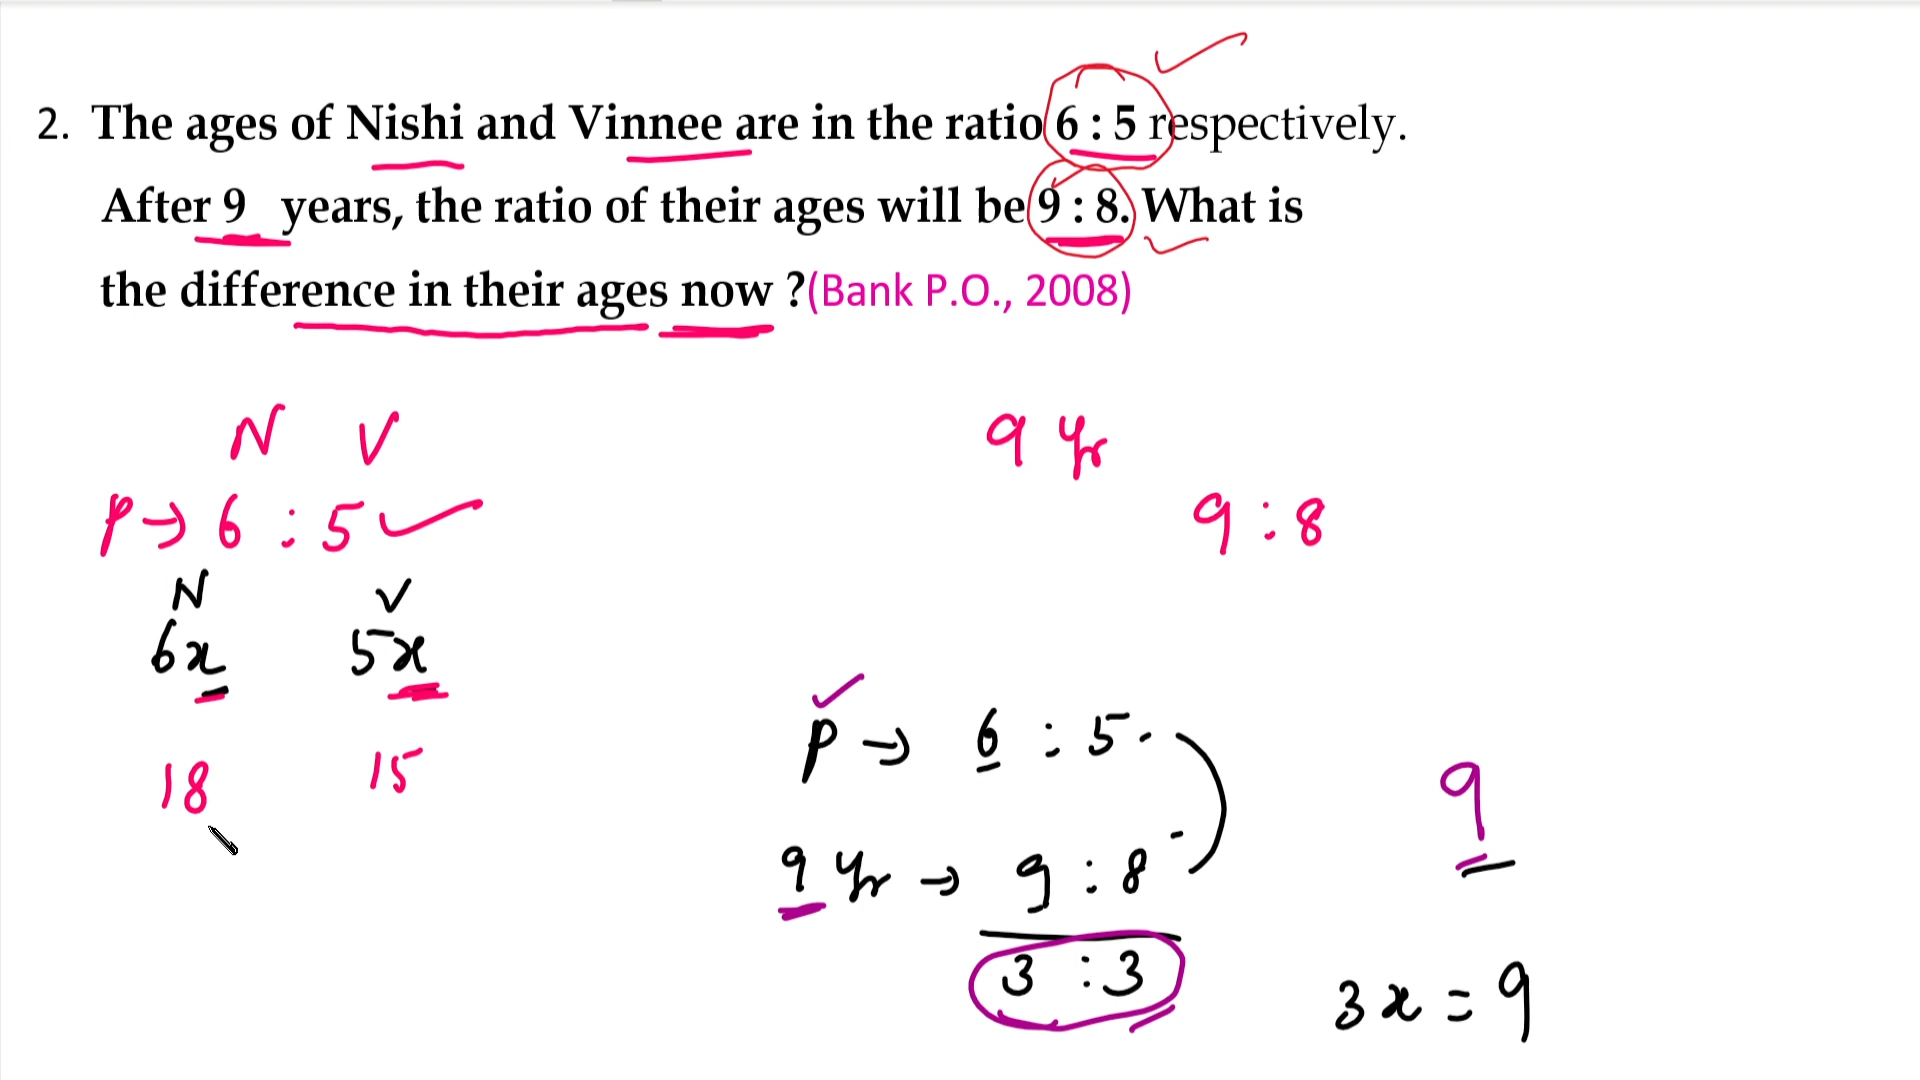 2. The ages of Nishi and Vinnee are in the ratio 6 : 5 respectively.
After 9 years, the ratio of their ages will be 9 : 8. What is
the difference in their ages now ?(Bank P.O., 2008)
N V
P → 6 : 5
N V
6x 5x
18 15
9 Yr
9 : 8
P → 6 : 5
9 Yr → 9 : 8
3 : 3
9
3x = 9